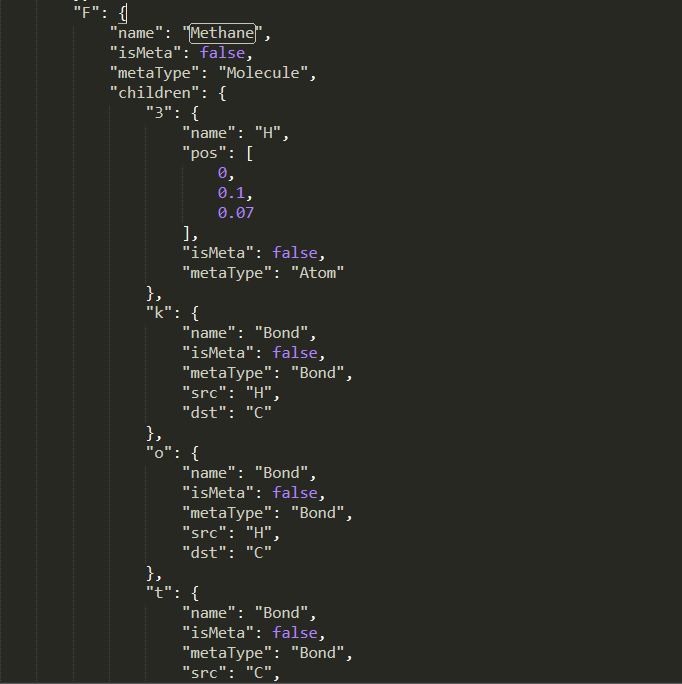 "F": {
"name": "Methane",
"isMeta": false,
"metaType": "Molecule",
"children": {
"3": {
"name": "H",
"pos": [
0,
0.1,
0.07
],
"isMeta": false,
"metaType": "Atom"
},
"k": {
"name": "Bond",
"isMeta": false,
"metaType": "Bond",
"src": "H",
"dst": "C"
},
"o": {
"name": "Bond",
"isMeta": false,
"metaType": "Bond",
"src": "H",
"dst": "C"
},
"t": {
"name": "Bond",
"isMeta": false,
"metaType": "Bond",
"src": "C",